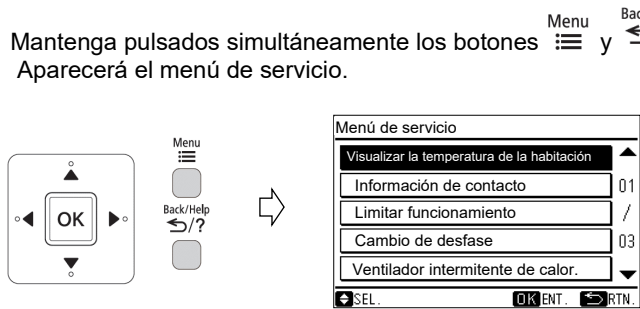 Menu
Mantenga pulsados simultáneamente los botones y
Aparecerá el menú de servicio.
Menu
Back/Help
/?
OK
Menú de servicio
Visualizar la temperatura de la habitación
Información de contacto
Limitar funcionamiento
Cambio de desfase
Ventilador intermitente de calor.
01
/
03
SEL.
OK ENT.
RTN.